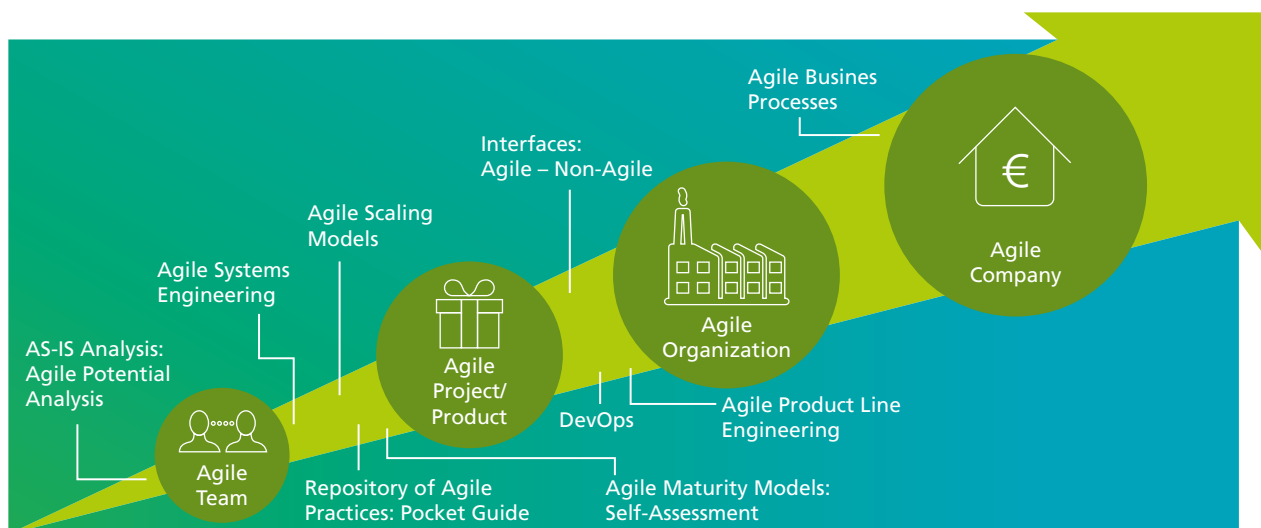 AS-IS Analysis:
Agile Potential
Analysis
Agile
Team
Agile Systems
Engineering
Agile Scaling
Models
Repository of Agile
Practices: Pocket Guide
Agile Maturity Models:
Self-Assessment
Agile
Project/
Product
Interfaces:
Agile – Non-Agile
DevOps
Agile Product Line
Engineering
Agile
Organization
Agile Busines
Processes
€
Agile
Company